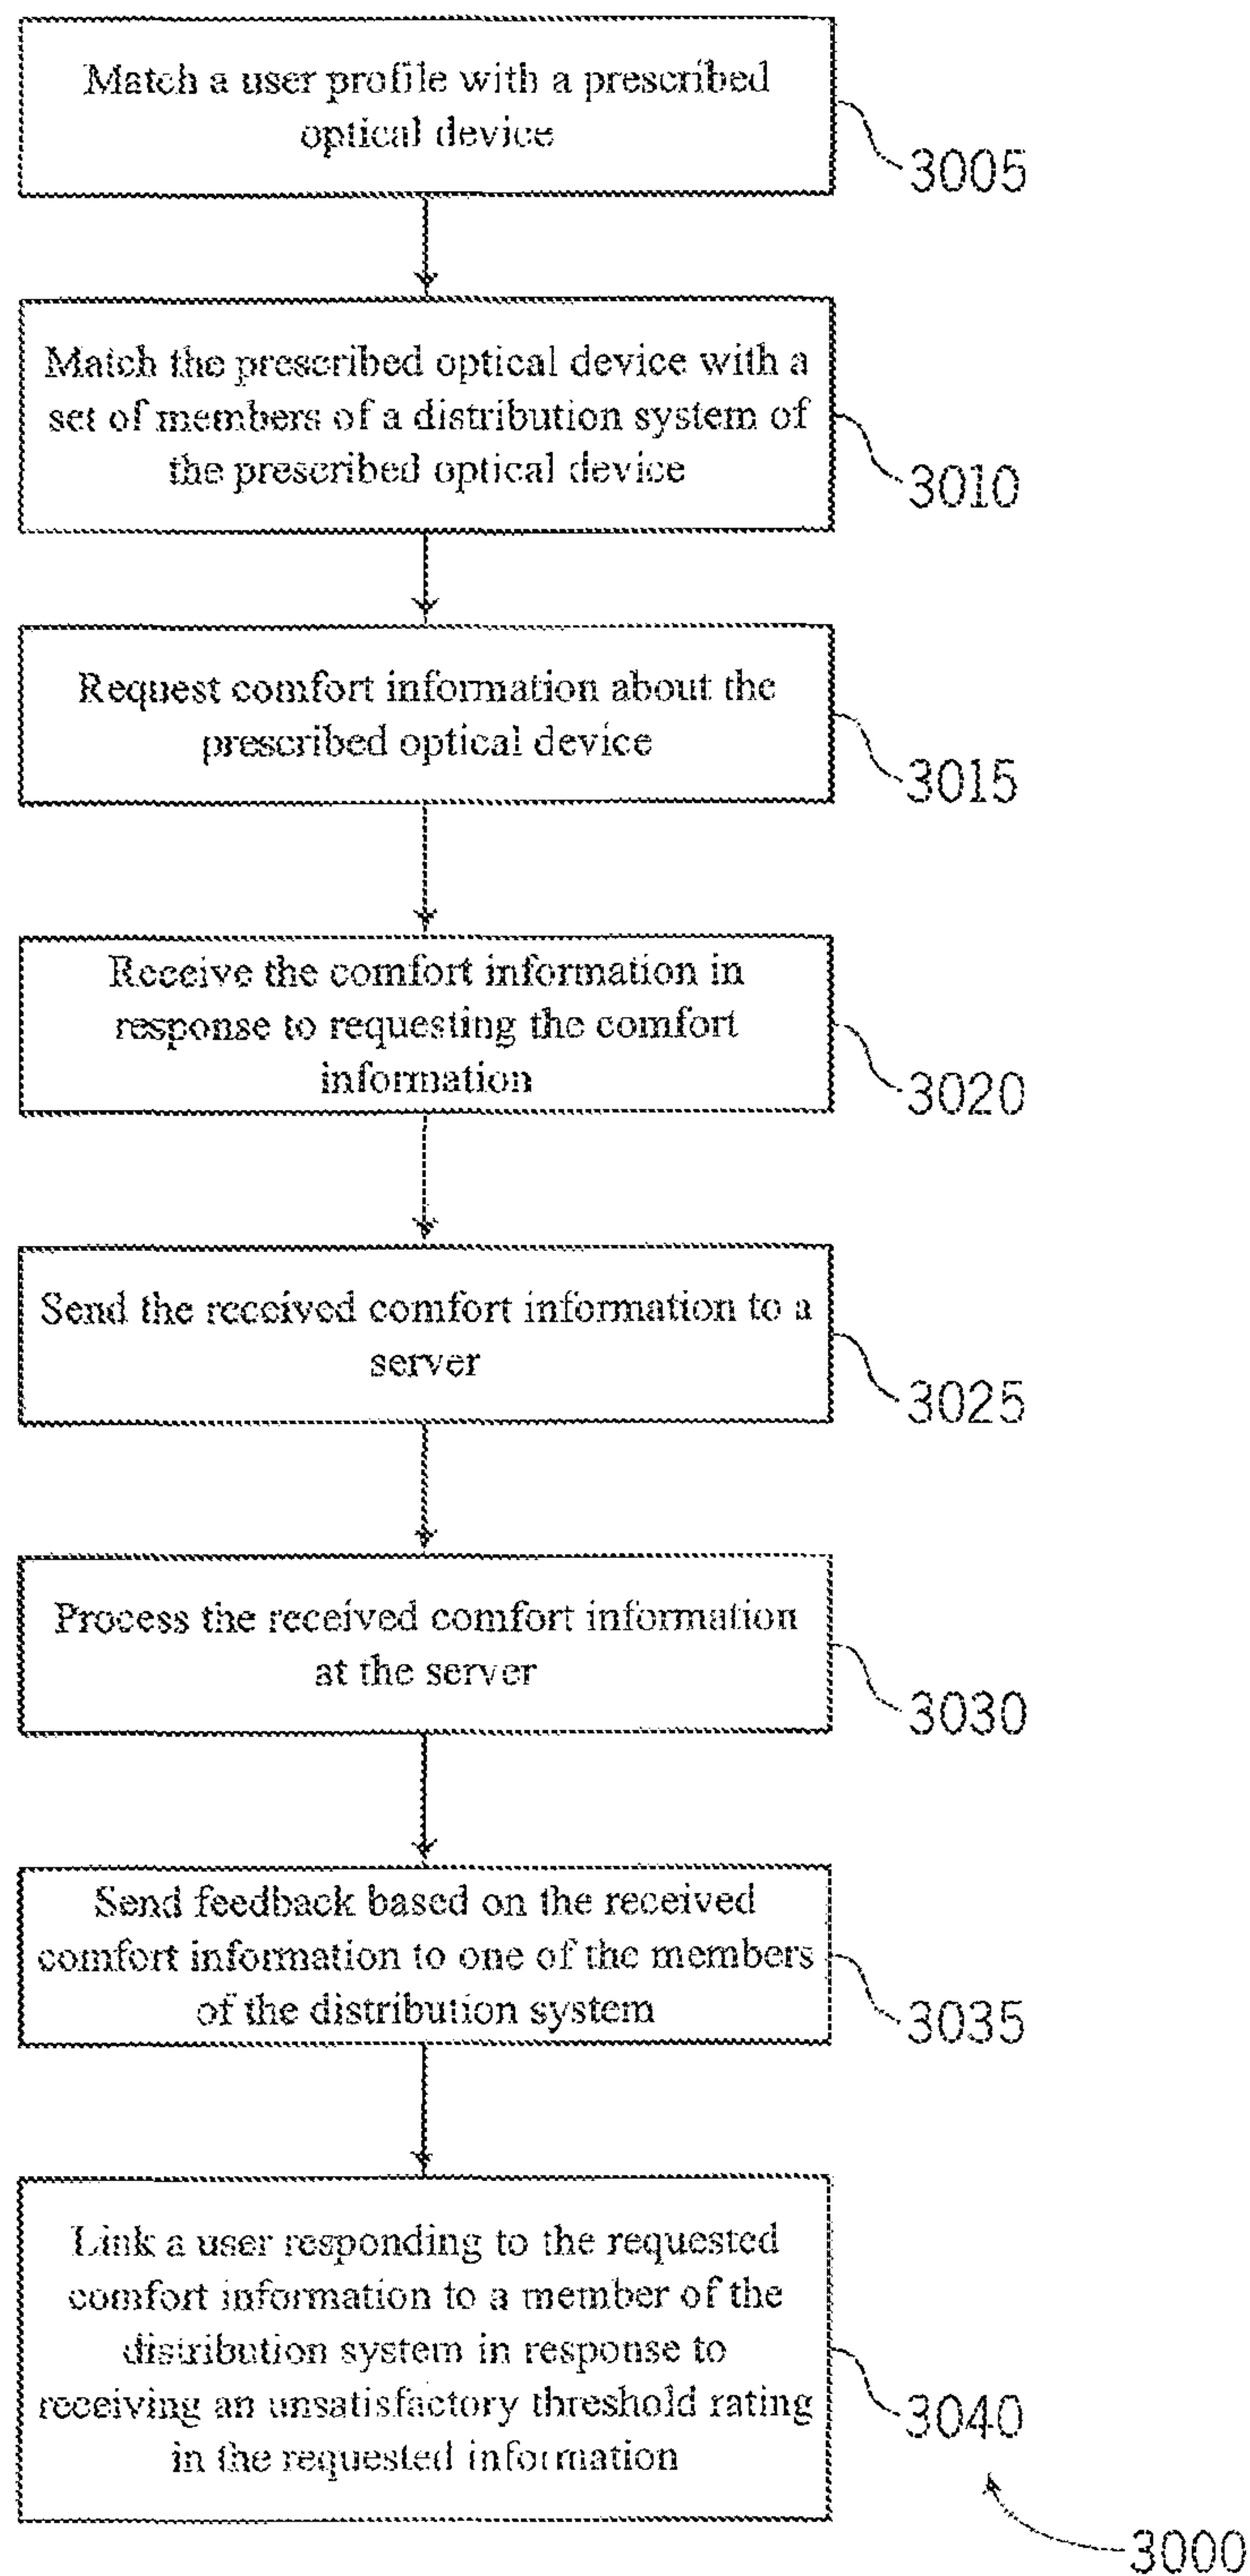 Match a user profile with a prescribed
optical device
3005
Match the prescribed optical device with a
set of members of a distribution system of
the prescribed optical device
3010
Request comfort information about the
prescribed optical device
3015
Receive the comfort information in
response to requesting the comfort
information
3020
Send the received comfort information to a
server
3025
Process the received comfort information
at the server
3030
Send feedback based on the received
comfort information to one of the members
of the distribution system
3035
Link a user responding to the requested
comfort information to a member of the
distribution system in response to
receiving an unsatisfactory threshold rating
in the requested information
3040
3000